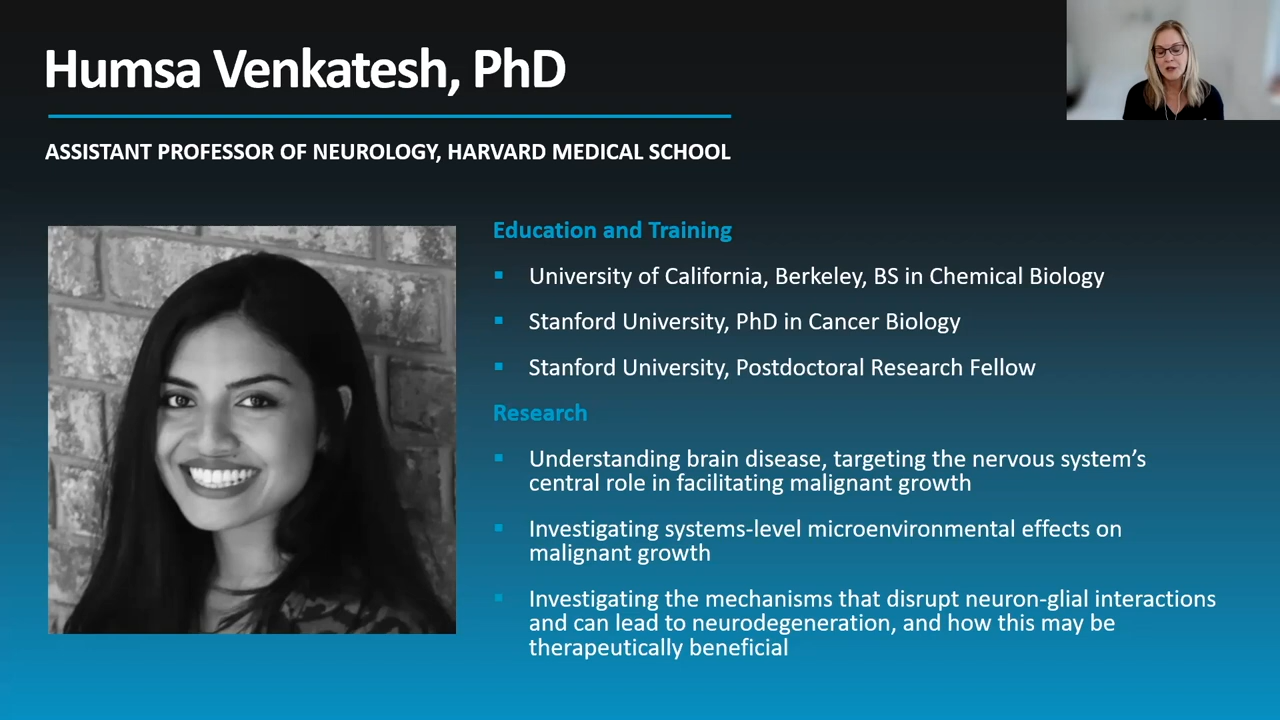 Humsa Venkatesh, PhD
ASSISTANT PROFESSOR OF NEUROLOGY, HARVARD MEDICAL SCHOOL
Education and Training
University of California, Berkeley, BS in Chemical Biology
Stanford University, PhD in Cancer Biology
Stanford University, Postdoctoral Research Fellow
Research
Understanding brain disease, targeting the nervous system’s
central role in facilitating malignant growth
Investigating systems-level microenvironmental effects on
malignant growth
Investigating the mechanisms that disrupt neuron-glial interactions
and can lead to neurodegeneration, and how this may be
therapeutically beneficial